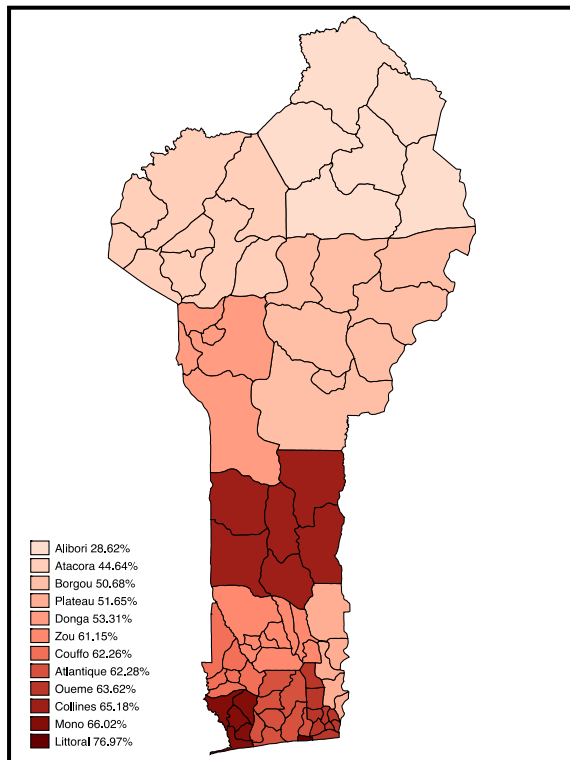 Alibori 28.62%
Atacora 44.64%
Borgou 50.68%
Plateau 51.65%
Donga 53.31%
Zou 61.15%
Couffo 62.26%
Atlantique 62.28%
Oueme 63.62%
Collines 65.18%
Mono 66.02%
Littoral 76.97%